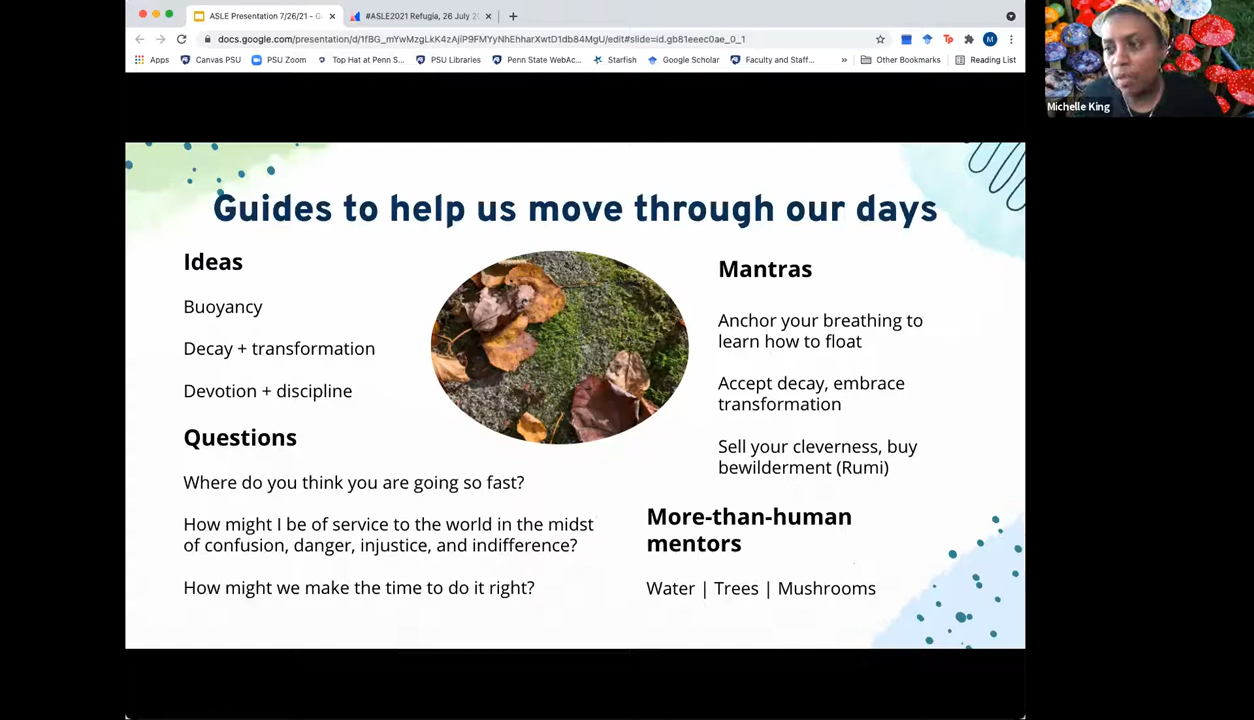 ASLE Presentation 7/26/21 - G
#ASLE2021 Refugia, 26 July 2
docs.google.com/presentation/d/1fBG_mYwMzgLkK4zAjiP9FMYyNhEhharXwtD1db84MgU/edit#slide=id.gb81eeec0ae_0_1
Apps
Canvas PSU
PSU Zoom
Top Hat at Penn S...
PSU Libraries
Penn State WebAc...
Starfish
Google Scholar
Faculty and Staff...
»
Other Bookmarks
Reading List
Michelle King
Guides to help us move through our days
Ideas
Buoyancy
Decay + transformation
Devotion + discipline
Questions
Where do you think you are going so fast?
How might I be of service to the world in the midst
of confusion, danger, injustice, and indifference?
How might we make the time to do it right?
Mantras
Anchor your breathing to
learn how to float
Accept decay, embrace
transformation
Sell your cleverness, buy
bewilderment (Rumi)
More-than-human
mentors
Water | Trees | Mushrooms